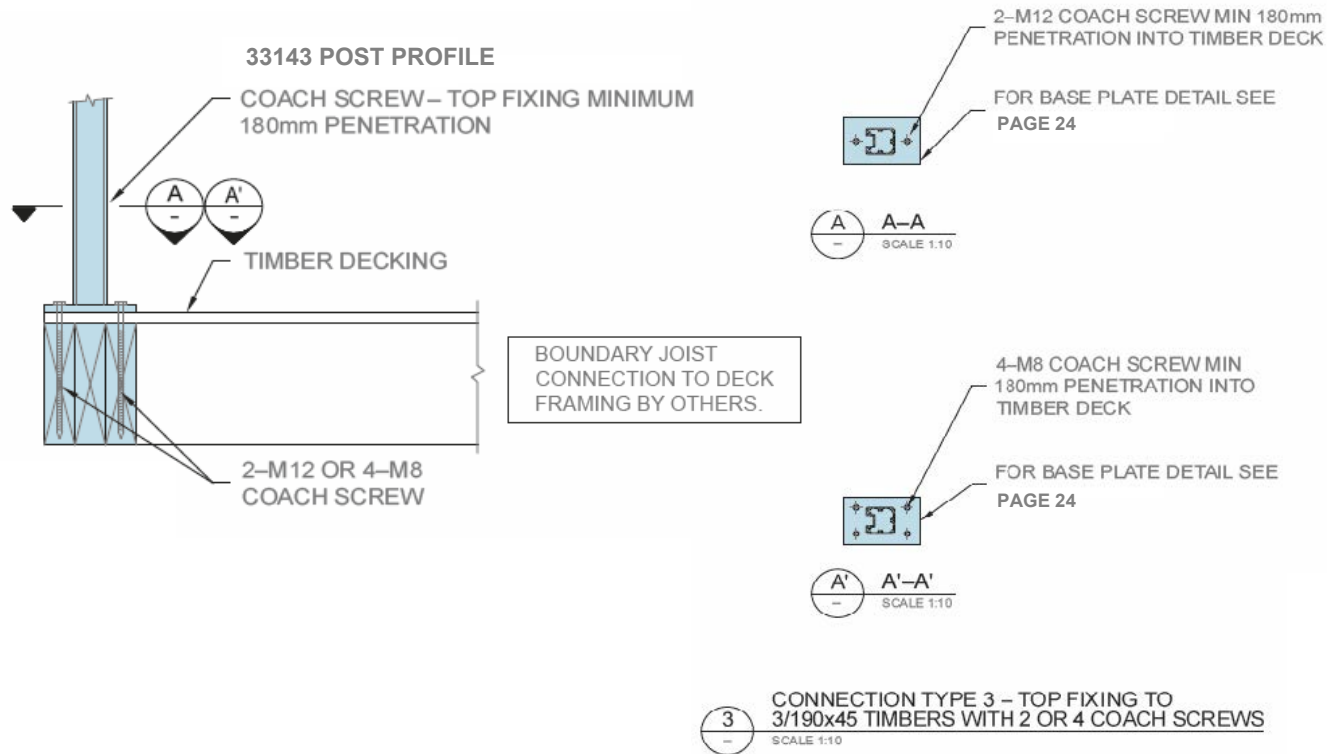 33143 POST PROFILE
COACH SCREW – TOP FIXING MINIMUM
180mm PENETRATION
A
-
A'
-
TIMBER DECKING
BOUNDARY JOIST
CONNECTION TO DECK
FRAMING BY OTHERS.
2–M12 OR 4–M8
COACH SCREW
2–M12 COACH SCREW MIN 180mm
PENETRATION INTO TIMBER DECK
FOR BASE PLATE DETAIL SEE
PAGE 24
A
–
A–A
SCALE 1:10
4–M8 COACH SCREW MIN
180mm PENETRATION INTO
TIMBER DECK
FOR BASE PLATE DETAIL SEE
PAGE 24
A'
–
A'–A'
SCALE 1:10
3
–
CONNECTION TYPE 3 – TOP FIXING TO
3/190x45 TIMBERS WITH 2 OR 4 COACH SCREWS
SCALE 1:10